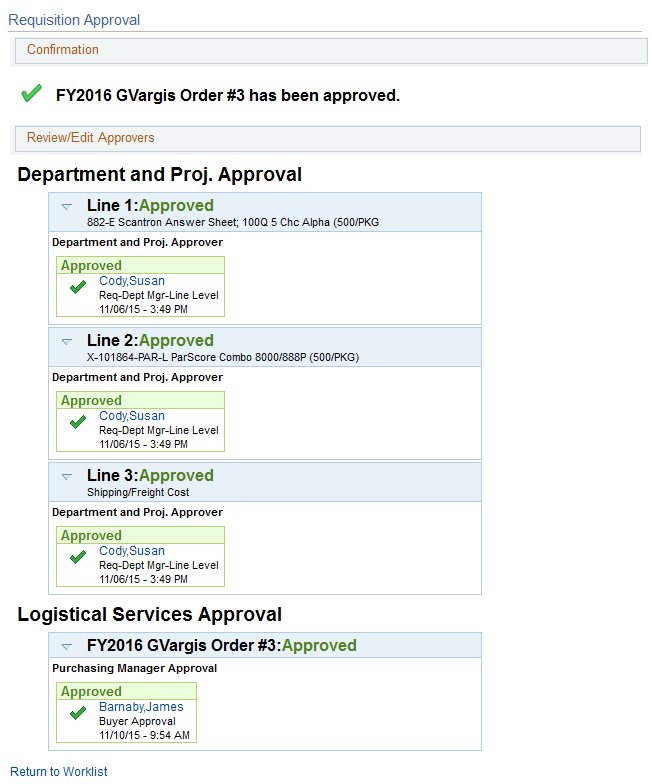 Requisition Approval
Confirmation
FY2016 GVargis Order #3 has been approved.
Review/Edit Approvers
Department and Proj. Approval
Line 1:Approved
882-E Scantron Answer Sheet; 100Q 5 Chc Alpha (500/PKG
Department and Proj. Approver
Approved
Cody,Susan
Req-Dept Mgr-Line Level
11/06/15 - 3:49 PM
Line 2:Approved
X-101864-PAR-L ParScore Combo 8000/888P (500/PKG)
Department and Proj. Approver
Approved
Cody,Susan
Req-Dept Mgr-Line Level
11/06/15 - 3:49 PM
Line 3:Approved
Shipping/Freight Cost
Department and Proj. Approver
Approved
Cody,Susan
Req-Dept Mgr-Line Level
11/06/15 - 3:49 PM
Logistical Services Approval
FY2016 GVargis Order #3:Approved
Purchasing Manager Approval
Approved
Barnaby,James
Buyer Approval
11/10/15 - 9:54 AM
Return to Worklist